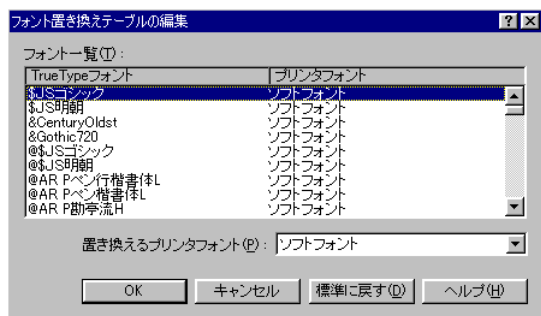 フォント置き換えテーブルの編集
フォント一覧(T):
TrueTypeフォント プリンタフォント
$JSゴシック ソフトフォント
$JS明朝 ソフトフォント
&CenturyOldst ソフトフォント
&Gothic720 ソフトフォント
@$JSゴシック ソフトフォント
@$JS明朝 ソフトフォント
@AR Pペン行楷書体L ソフトフォント
@AR Pペン楷書体L ソフトフォント
@AR P勘亭流H ソフトフォント
置き換えるプリンタフォント(P): ソフトフォント
OK キャンセル 標準に戻す(D) ヘルプ(H)